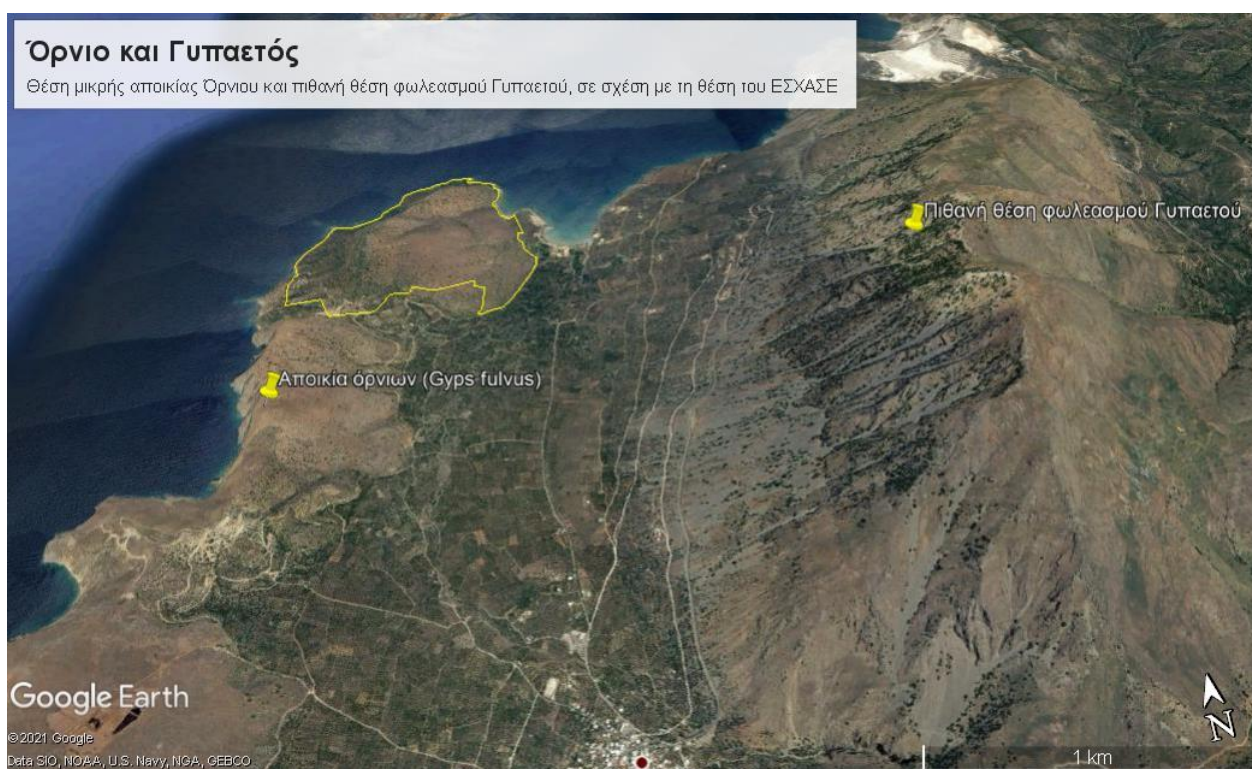 Όρνιο και Γυπαετός
Θέση μικρής αποικίας Όρνιου και πιθανή θέση φωλεασμού Γυπαετού, σε σχέση με τη θέση του ΕΣΧΑΣΕ
Πιθανή θέση φωλεασμού Γυπαετού
Αποικία όρνιων (Gyps fulvus)
Google Earth
N
©2021 Google
Data SIO, NOAA, U.S. Navy, NGA, GEBCO
1 km